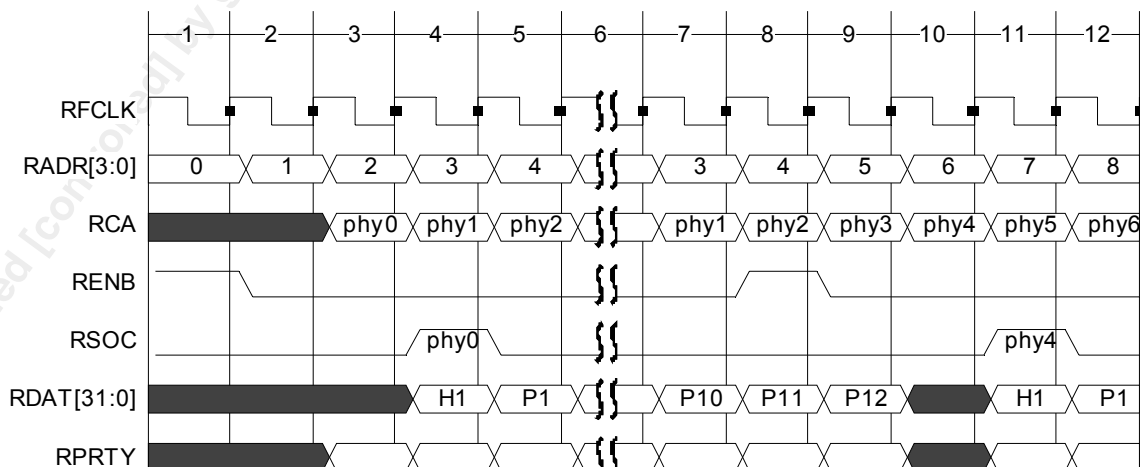 1 2 3 4 5 6 7 8 9 10 11 12
RFCLK
RADR[3:0] 0 1 2 3 4 3 4 5 6 7 8
RCA phy0 phy1 phy2 phy1 phy2 phy3 phy4 phy5 phy6
RENB
RSOC phy0 phy4
RDAT[31:0] H1 P1 P10 P11 P12 H1 P1
RPRTY